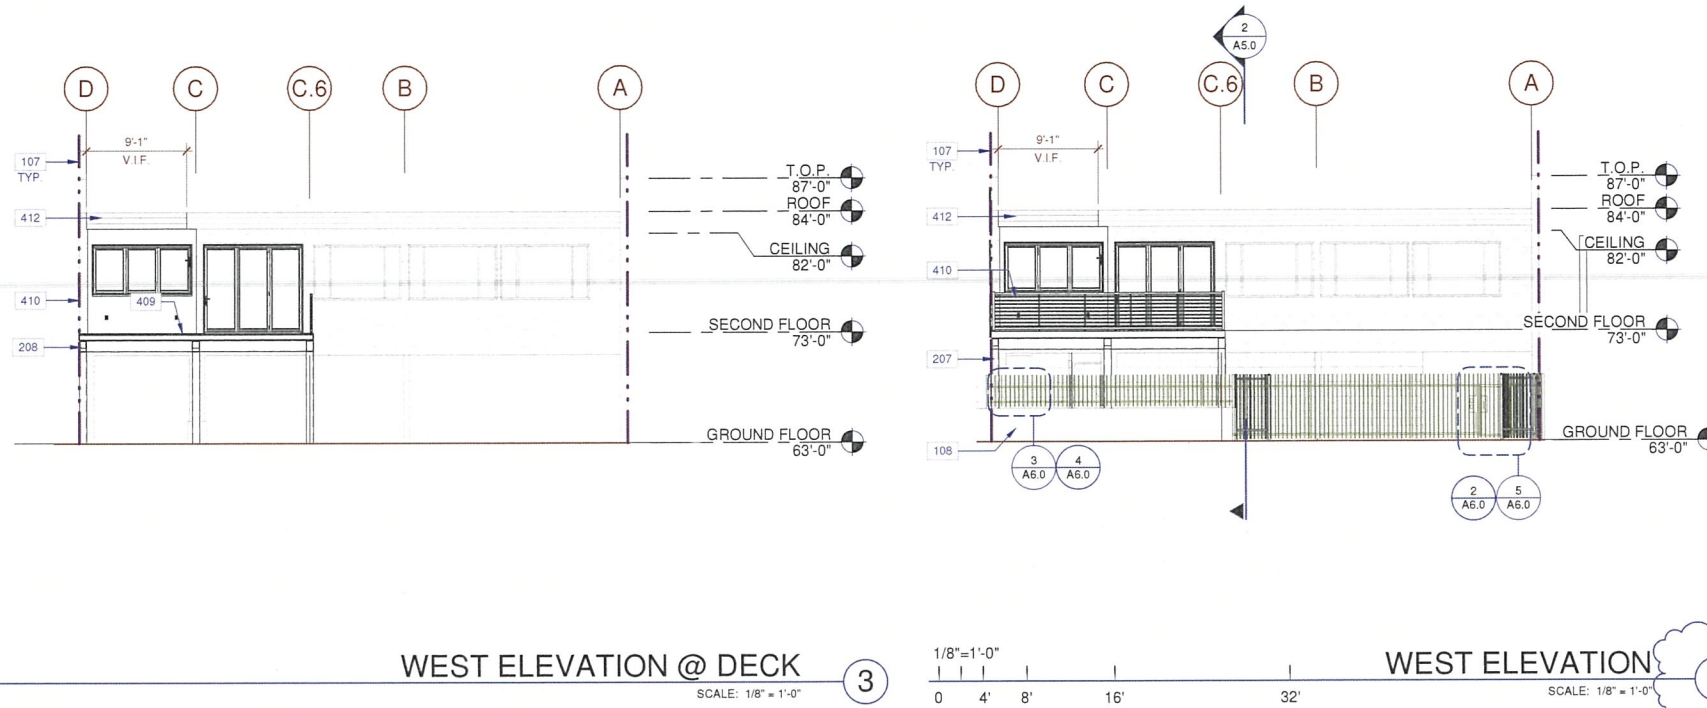 D
C
C.6
B
A
9'-1"
V.I.F.
107
TYP.
412
410
409
208
T.O.P.
87'-0"
ROOF
84'-0"
CEILING
82'-0"
SECOND FLOOR
73'-0"
GROUND FLOOR
63'-0"
WEST ELEVATION @ DECK
SCALE: 1/8" = 1'-0"
3
2
A5.0
D
C
C.6
B
A
9'-1"
V.I.F.
107
TYP.
412
410
207
108
T.O.P.
87'-0"
ROOF
84'-0"
CEILING
82'-0"
SECOND FLOOR
73'-0"
GROUND FLOOR
63'-0"
3
A6.0
4
A6.0
2
A6.0
5
A6.0
1/8"=1'-0"
0 4' 8' 16' 32'
WEST ELEVATION
SCALE: 1/8" = 1'-0"